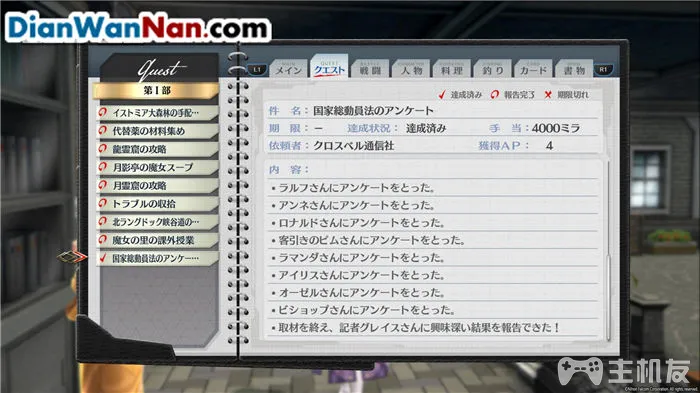 DianWanNan.com
quest
第Ⅰ部
イストミア大森林の手配…
代替薬の材料集め
龍霊窟の攻略
月影亭の魔女スープ
月霊窟の攻略
トラブルの収拾
北ラングドック峡谷道の…
魔女の里の課外授業
国家総動員法のアンケー…
L1 メイン クエスト 戦闘 人物 料理 釣り カード 書物 R1
MAIN QUEST BATTLE COOKING FISHING CARD BOOK
達成済み 報告完了 期限切れ
件 名：国家総動員法のアンケート
期 限：－ 達成状況：達成済み 手 当：4000ミラ
依頼者：クロスベル通信社 獲得ＡＰ： 4
内 容：
・ラルフさんにアンケートをとった。
・アンネさんにアンケートをとった。
・ロナルドさんにアンケートをとった。
・客引きのピムさんにアンケートをとった。
・ラマンダさんにアンケートをとった。
・アイリスさんにアンケートをとった。
・オーゼルさんにアンケートをとった。
・ビショップさんにアンケートをとった。
・取材を終え、記者グレイスさんに興味深い結果を報告できた！
主机友
©Nihon Falcom Corporation. All rights reserved.